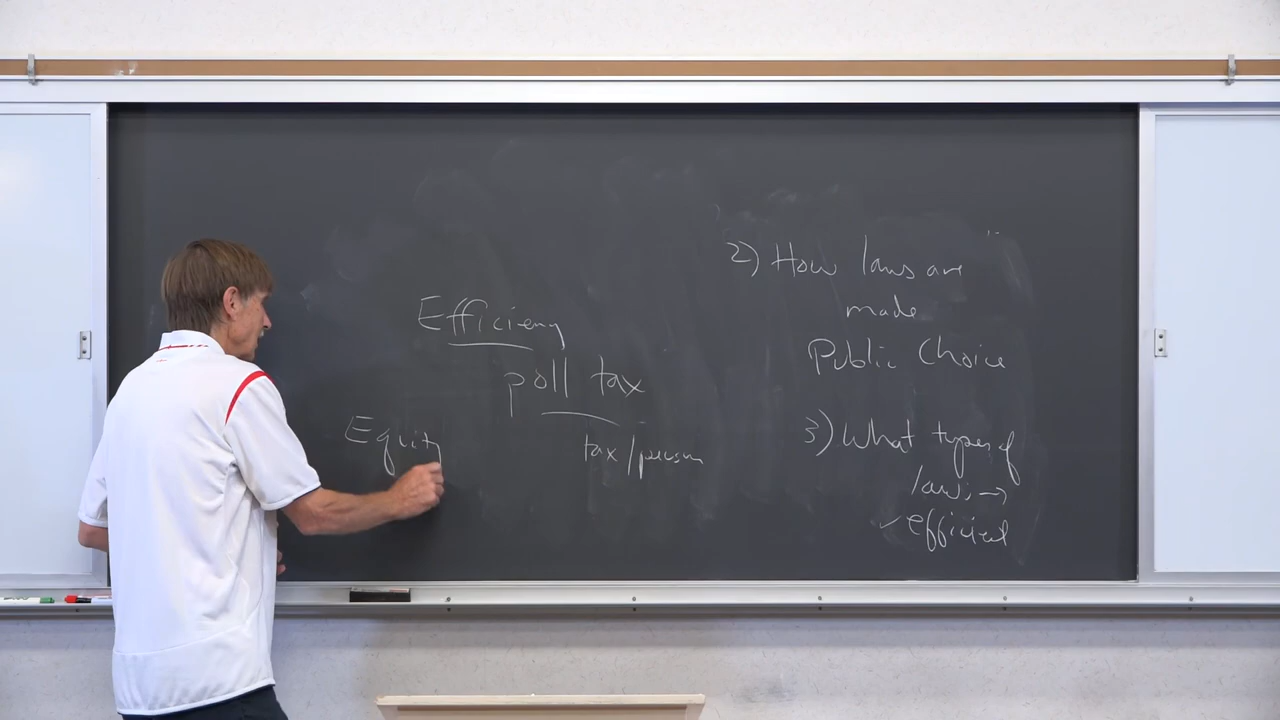 Efficiency
poll tax
Equity
tax/person
2) How laws are
made
Public Choice
3) What types of
laws →
✓ efficient